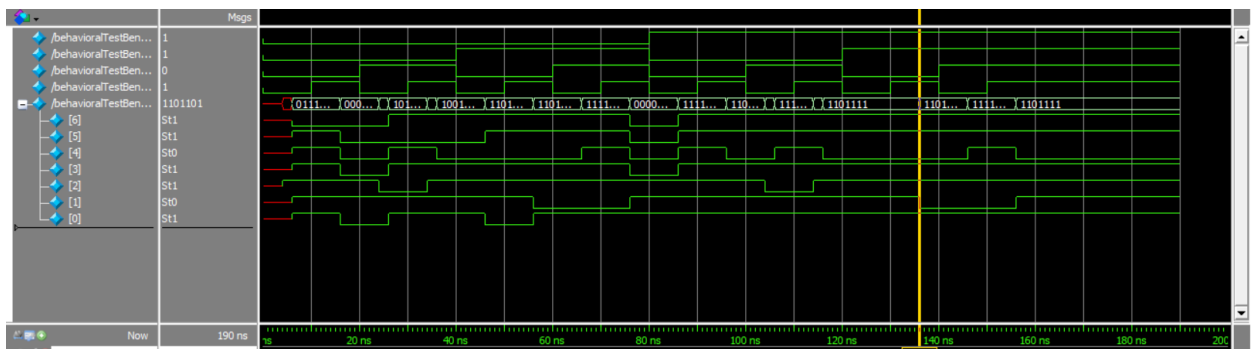 Msgs
/behavioralTestBen... 1
/behavioralTestBen... 1
/behavioralTestBen... 0
/behavioralTestBen... 1
/behavioralTestBen... 1101101 0111... 000... 101... 1001... 1101... 1101... 1111... 0000... 1111... 110... 111... 1101111 1101... 1111... 1101111
[6] St1
[5] St1
[4] St0
[3] St1
[2] St1
[1] St0
[0] St1
Now 190 ns ns 20 ns 40 ns 60 ns 80 ns 100 ns 120 ns 140 ns 160 ns 180 ns 200